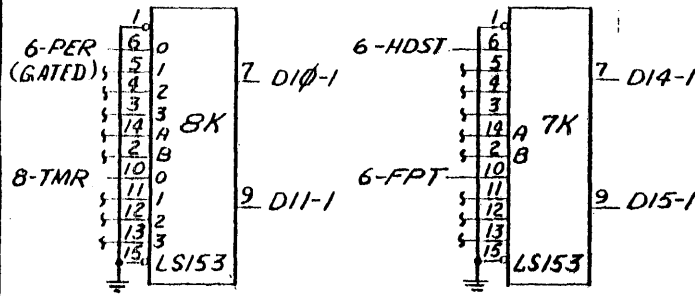 1
6-PER 6 0
(GATED) 5 1
4 2
3 3
14 A
2 B
8-TMR 10 0
11 1
12 2
13 3
15
8K
LS153
7 D1Ø-1
9 D11-1
1
6-HDST 6
5
4
3
14 A
2 B
6-FPT 10
11
12
13
15
7K
LS153
7 D14-1
9 D15-1